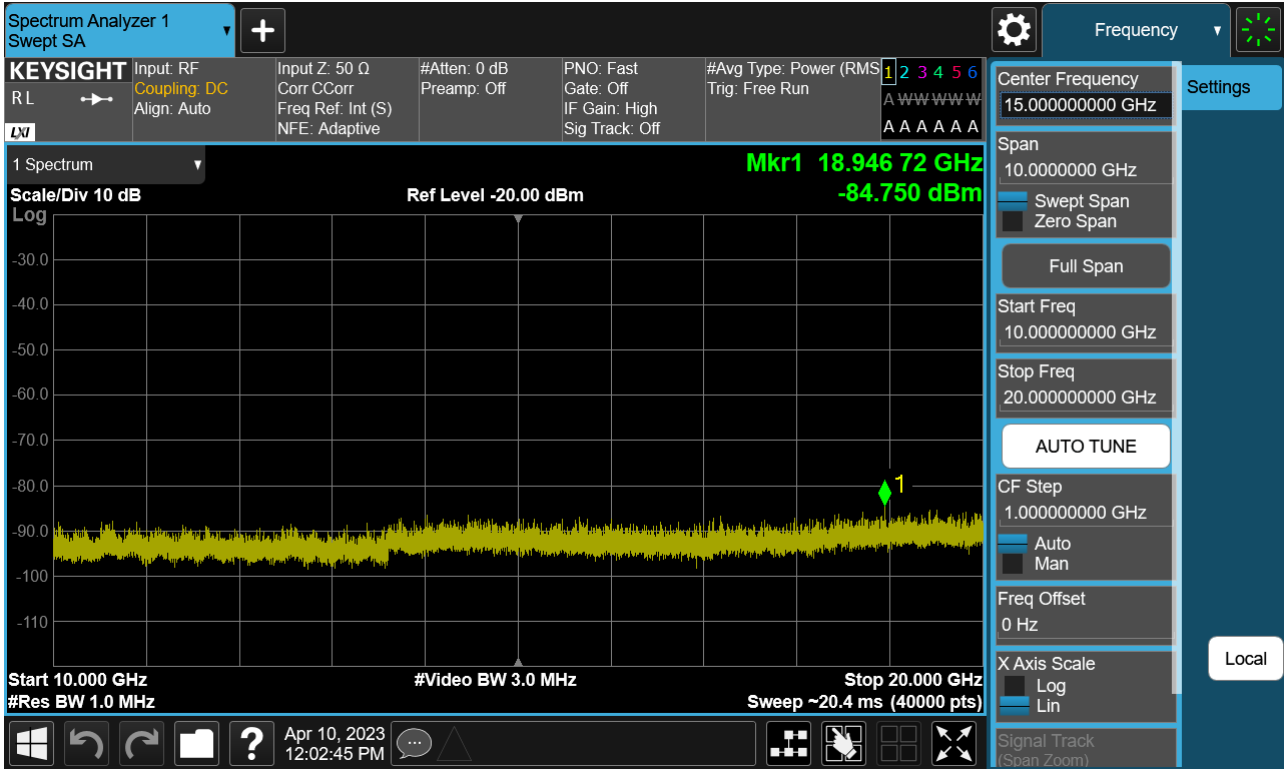 Spectrum Analyzer 1
Swept SA
Frequency
KEYSIGHT
R L
LXI
Input: RF
Coupling: DC
Align: Auto
Input Z: 50 Ω
Corr CCorr
Freq Ref: Int (S)
NFE: Adaptive
#Atten: 0 dB
Preamp: Off
PNO: Fast
Gate: Off
IF Gain: High
Sig Track: Off
#Avg Type: Power (RMS
Trig: Free Run
1 2 3 4 5 6
A W W W W W
A A A A A A
1 Spectrum
Mkr1 18.946 72 GHz
-84.750 dBm
Scale/Div 10 dB
Ref Level -20.00 dBm
Log
-30.0
-40.0
-50.0
-60.0
-70.0
-80.0
-90.0
-100
-110
1
Start 10.000 GHz
#Video BW 3.0 MHz
Stop 20.000 GHz
#Res BW 1.0 MHz
Sweep ~20.4 ms (40000 pts)
Center Frequency
15.000000000 GHz
Settings
Span
10.0000000 GHz
Swept Span
Zero Span
Full Span
Start Freq
10.000000000 GHz
Stop Freq
20.000000000 GHz
AUTO TUNE
CF Step
1.000000000 GHz
Auto
Man
Freq Offset
0 Hz
X Axis Scale
Log
Lin
Signal Track
(Span Zoom)
Local
?
Apr 10, 2023
12:02:45 PM